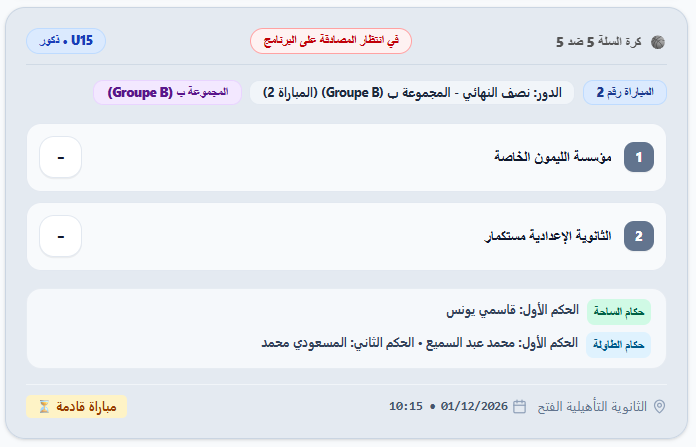 كرة السلة 5 ضد 5 في انتظار المصادقة على البرنامج U15 • ذكور
المباراة رقم 2 الدور: نصف النهائي - المجموعة ب (Groupe B) (المباراة 2) المجموعة ب (Groupe B)
1 مؤسسة الليمون الخاصة -
2 الثانوية الإعدادية مستكمار -
حكام الساحة الحكم الأول: قاسمي يونس
حكام الطاولة الحكم الأول: محمد عبد السميع • الحكم الثاني: المسعودي محمد
الثانوية التأهيلية الفتح 01/12/2026 • 10:15 مباراة قادمة ⏳